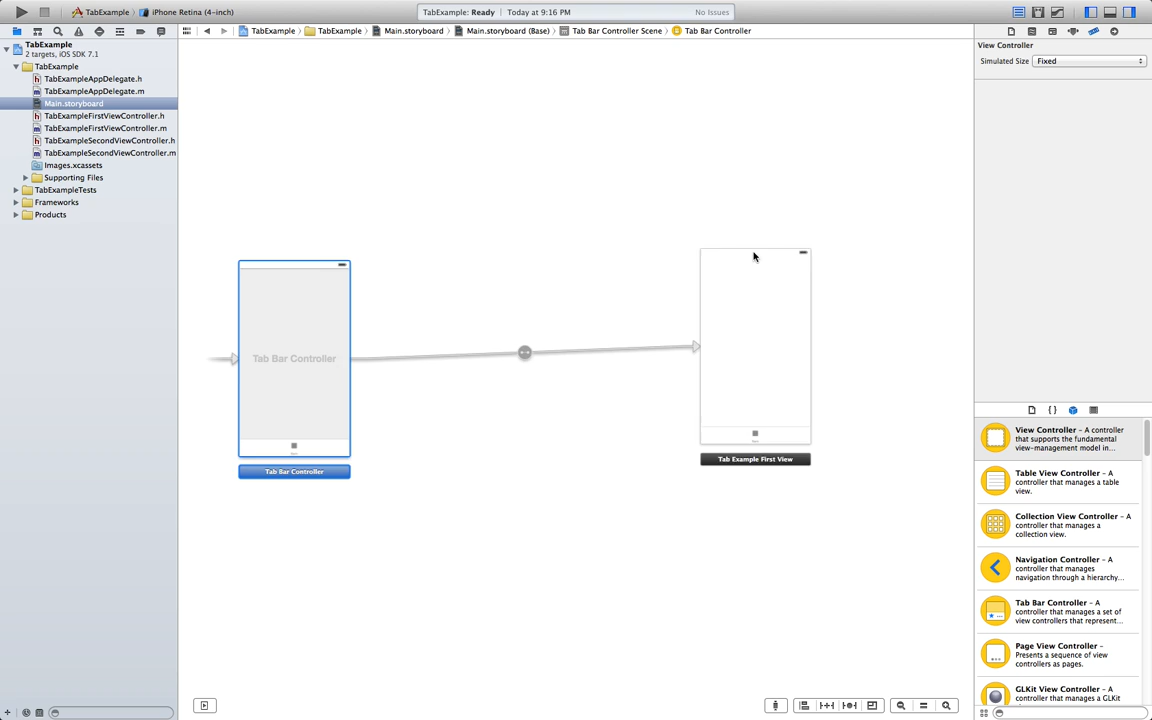 TabExample
iPhone Retina (4-inch)
TabExample: Ready
Today at 9:16 PM
No Issues
TabExample
TabExample
Main.storyboard
Main.storyboard (Base)
Tab Bar Controller Scene
Tab Bar Controller
TabExample
2 targets, iOS SDK 7.1
TabExample
TabExampleAppDelegate.h
TabExampleAppDelegate.m
Main.storyboard
TabExampleFirstViewController.h
TabExampleFirstViewController.m
TabExampleSecondViewController.h
TabExampleSecondViewController.m
Images.xcassets
Supporting Files
TabExampleTests
Frameworks
Products
Tab Bar Controller
Tab Bar Controller
Tab Example First View
View Controller
Simulated Size
Fixed
View Controller – A controller
that supports the fundamental
view-management model in...
Table View Controller – A
controller that manages a table
view.
Collection View Controller – A
controller that manages a
collection view.
Navigation Controller – A
controller that manages
navigation through a hierarchy...
Tab Bar Controller – A
controller that manages a set of
view controllers that represent...
Page View Controller –
Presents a sequence of view
controllers as pages.
GLKit View Controller – A
controller that manages a GLKit